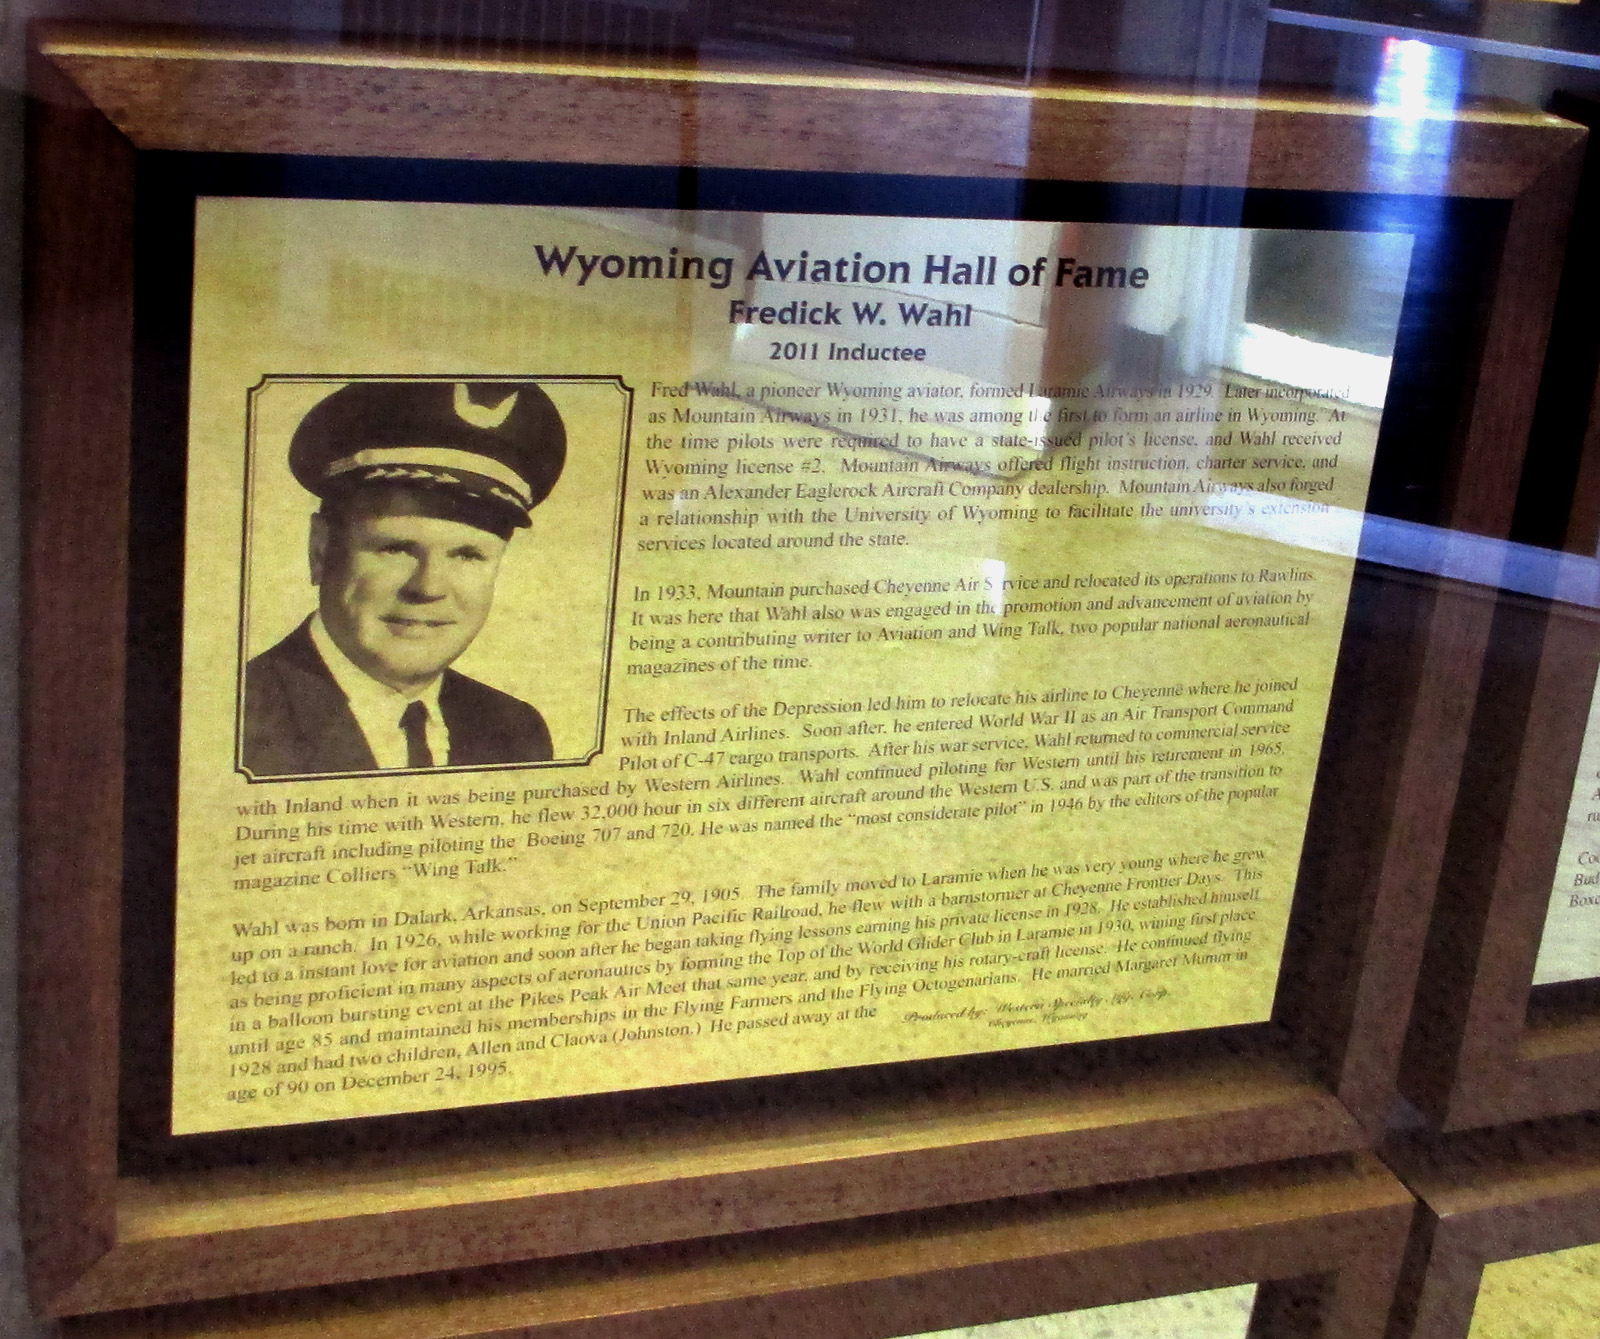 Wyoming Aviation Hall of Fame
Fredick W. Wahl
2011 Inductee
Fred Wahl, a pioneer Wyoming aviator, formed Laramie Airways in 1929. Later incorporated
as Mountain Airways in 1931, he was among the first to form an airline in Wyoming. At
the time pilots were required to have a state-issued pilot's license, and Wahl received
Wyoming license #2. Mountain Airways offered flight instruction, charter service, and
was an Alexander Eaglerock Aircraft Company dealership. Mountain Airways also forged
a relationship with the University of Wyoming to facilitate the university's extension
services located around the state.
In 1933, Mountain purchased Cheyenne Air Service and relocated its operations to Rawlins.
It was here that Wahl also was engaged in the promotion and advancement of aviation by
being a contributing writer to Aviation and Wing Talk, two popular national aeronautical
magazines of the time.
The effects of the Depression led him to relocate his airline to Cheyenne where he joined
with Inland Airlines. Soon after, he entered World War II as an Air Transport Command
Pilot of C-47 cargo transports. After his war service, Wahl returned to commercial service
with Inland when it was being purchased by Western Airlines. Wahl continued piloting for Western until his retirement in 1965.
During his time with Western, he flew 32,000 hour in six different aircraft around the Western U.S. and was part of the transition to
jet aircraft including piloting the Boeing 707 and 720. He was named the "most considerate pilot" in 1946 by the editors of the popular
magazine Colliers "Wing Talk."
Wahl was born in Dalark, Arkansas, on September 29, 1905. The family moved to Laramie when he was very young where he grew
up on a ranch. In 1926, while working for the Union Pacific Railroad, he flew with a barnstormer at Cheyenne Frontier Days. This
led to a instant love for aviation and soon after he began taking flying lessons earning his private license in 1928. He established himself
as being proficient in many aspects of aeronautics by forming the Top of the World Glider Club in Laramie in 1930, wining first place
in a balloon bursting event at the Pikes Peak Air Meet that same year, and by receiving his rotary-craft license. He continued flying
until age 85 and maintained his memberships in the Flying Farmers and the Flying Octogenarians. He married Margaret Mumm in
1928 and had two children, Allen and Claova (Johnston.) He passed away at the
age of 90 on December 24, 1995.
Produced by: Western Specialty Mfg. Corp.
Cheyenne, Wyoming